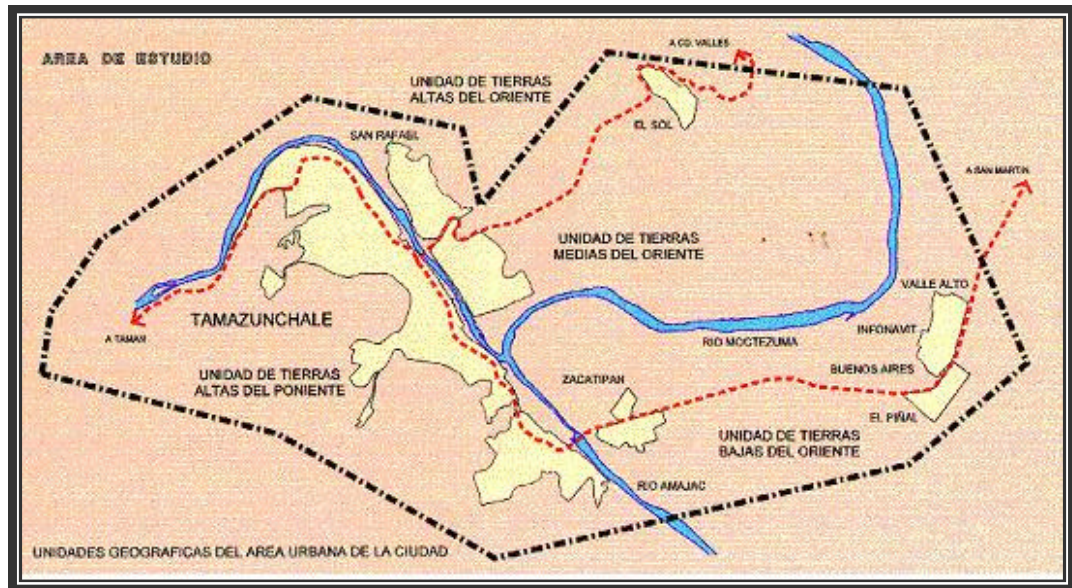 AREA DE ESTUDIO
A CD. VALLES
UNIDAD DE TIERRAS
ALTAS DEL ORIENTE
SAN RAFAEL
EL SOL
A SAN MARTIN
UNIDAD DE TIERRAS
MEDIAS DEL ORIENTE
VALLE ALTO
TAMAZUNCHALE
INFONAVIT
A TAMAN
RIO MOCTEZUMA
BUENOS AIRES
UNIDAD DE TIERRAS
ALTAS DEL PONIENTE
ZACATIPAN
EL PIÑAL
UNIDAD DE TIERRAS
BAJAS DEL ORIENTE
RIO AMAJAC
UNIDADES GEOGRAFICAS DEL AREA URBANA DE LA CIUDAD